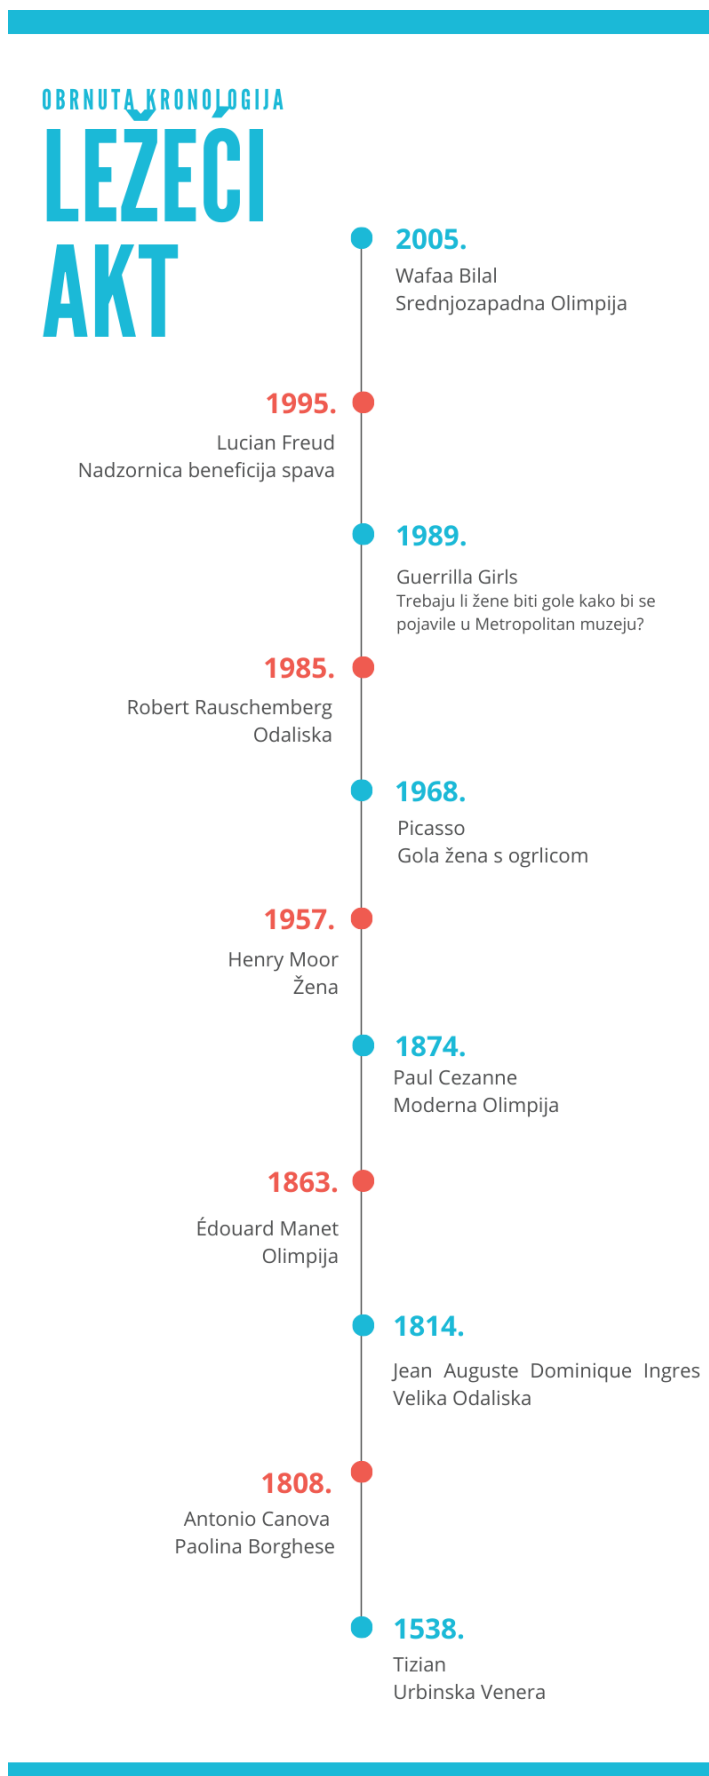 OBRNUTA KRONOLOGIJA
LEŽEĆI
AKT
2005.
Wafaa Bilal
Srednjozapadna Olimpija
1995.
Lucian Freud
Nadzornica beneficija spava
1989.
Guerrilla Girls
Trebaju li žene biti gole kako bi se
pojavile u Metropolitan muzeju?
1985.
Robert Rauschemberg
Odaliska
1968.
Picasso
Gola žena s ogrlicom
1957.
Henry Moor
Žena
1874.
Paul Cezanne
Moderna Olimpija
1863.
Édouard Manet
Olimpija
1814.
Jean Auguste Dominique Ingres
Velika Odaliska
1808.
Antonio Canova
Paolina Borghese
1538.
Tizian
Urbinska Venera